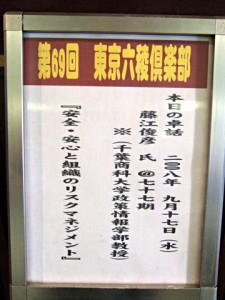 第69回 東京六稜倶楽部
本日の卓話 二〇〇八年 九月十七日(水)
藤江俊彦 氏 @七十七期
※(千葉商科大学政策情報学部教授)
『安全・安心と組織のリスクマネジメント』